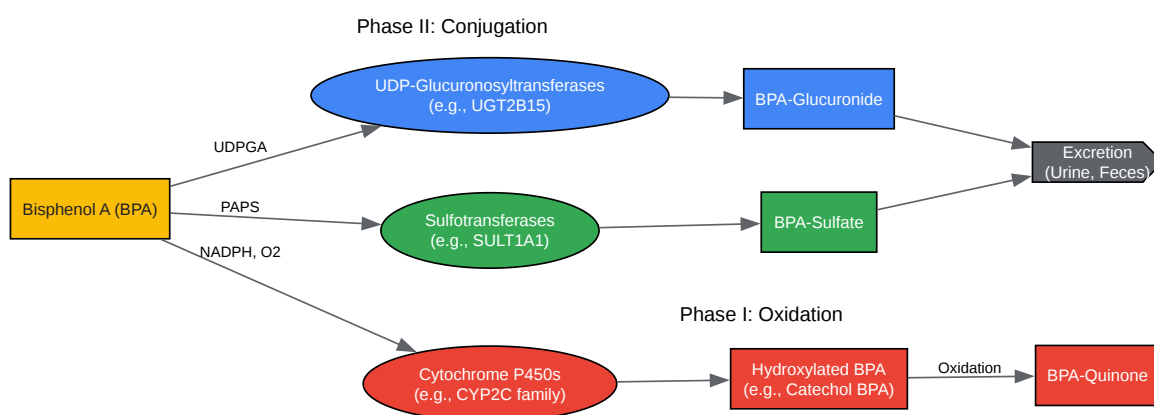 Phase II: Conjugation
UDP-Glucuronosyltransferases
(e.g., UGT2B15)
BPA-Glucuronide
UDPGA
Excretion
(Urine, Feces)
Bisphenol A (BPA)
PAPS
Sulfotransferases
(e.g., SULT1A1)
BPA-Sulfate
NADPH, O2
Phase I: Oxidation
Cytochrome P450s
(e.g., CYP2C family)
Hydroxylated BPA
(e.g., Catechol BPA)
Oxidation
BPA-Quinone